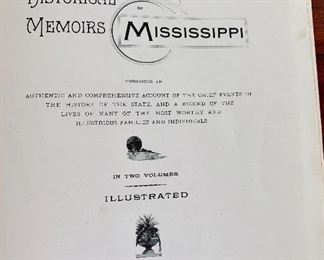 HISTORICAL
MEMOIRS
OF
MISSISSIPPI
EMBRACING AN
AUTHENTIC AND COMPREHENSIVE ACCOUNT OF THE CHIEF EVENTS IN
THE HISTORY OF THE STATE, AND A RECORD OF THE
LIVES OF MANY OF THE MOST WORTHY AND
ILLUSTRIOUS FAMILIES AND INDIVIDUALS
IN TWO VOLUMES
ILLUSTRATED